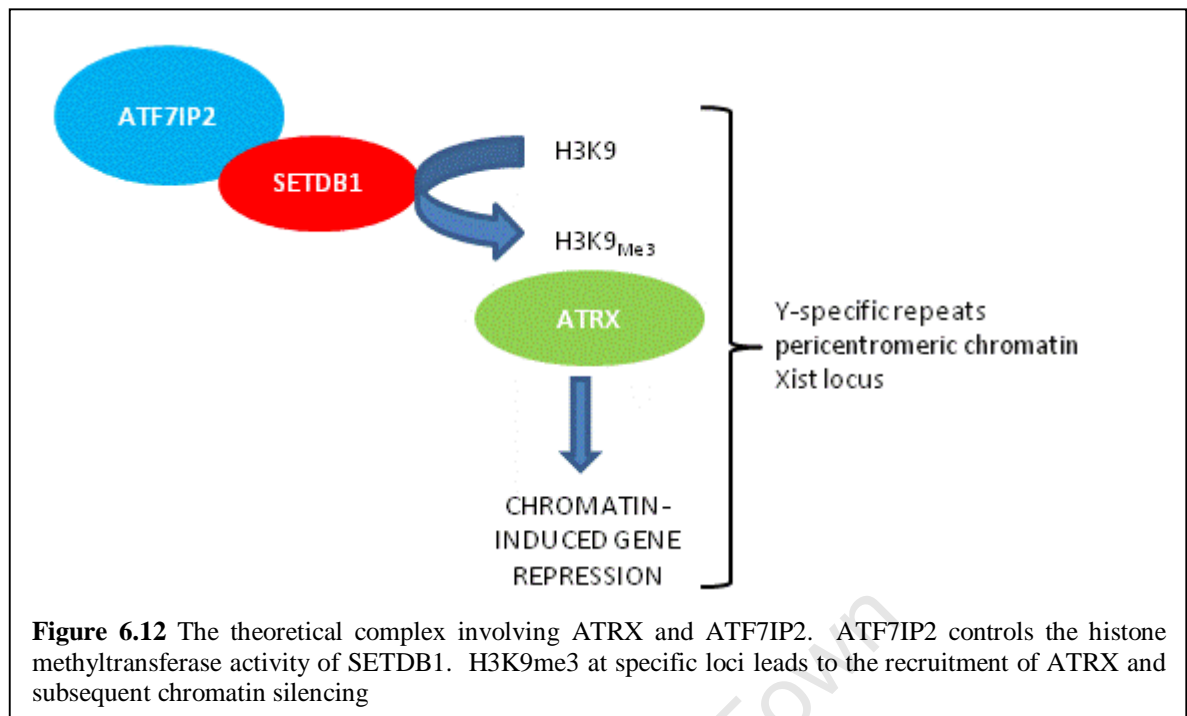 ATF7IP2
SETDB1
H3K9
H3K9Me3
ATRX
CHROMATIN-
INDUCED GENE
REPRESSION
Y-specific repeats
pericentromeric chromatin
Xist locus
Figure 6.12 The theoretical complex involving ATRX and ATF7IP2. ATF7IP2 controls the histone
methyltransferase activity of SETDB1. H3K9me3 at specific loci leads to the recruitment of ATRX and
subsequent chromatin silencing
Town